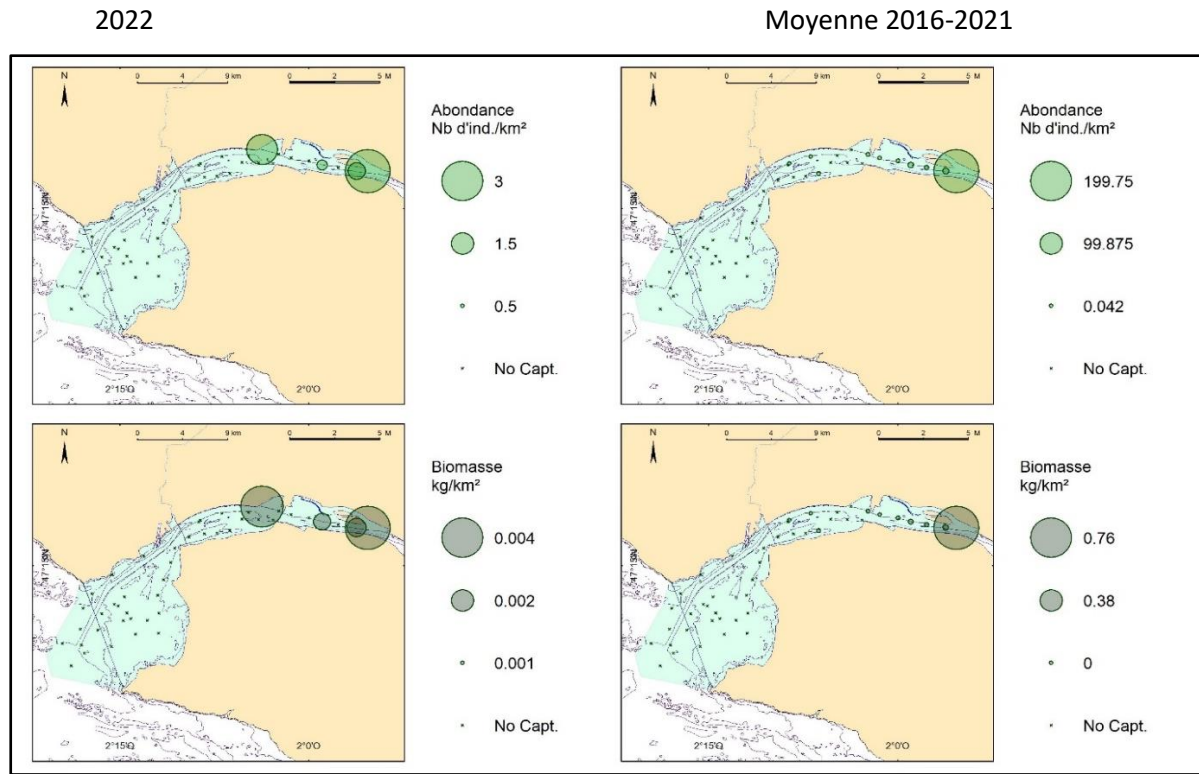 2022
Moyenne 2016-2021
N
0 4 9 km
0 2 5 M
2°15'O
2°0'O
Abondance
Nb d'ind./km²
3
1.5
0.5
No Capt.
N
0 4 9 km
0 2 5 M
2°15'O
2°0'O
Abondance
Nb d'ind./km²
199.75
99.875
0.042
No Capt.
N
0 4 9 km
0 2 5 M
2°15'O
2°0'O
Biomasse
kg/km²
0.004
0.002
0.001
No Capt.
N
0 4 9 km
0 2 5 M
2°15'O
2°0'O
Biomasse
kg/km²
0.76
0.38
0
No Capt.